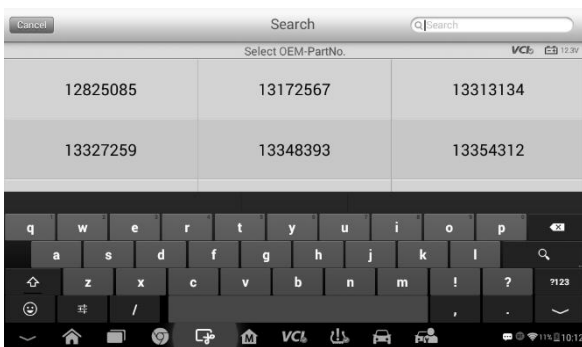 Cancel Search Search
Select OEM-PartNo. VCI 12.3V
12825085 13172567 13313134
13327259 13348393 13354312
q w e r t y u i o p
a s d f g h j k l
z x c v b n m ! ? ?123
/ , .
M VCI 11% 10:12